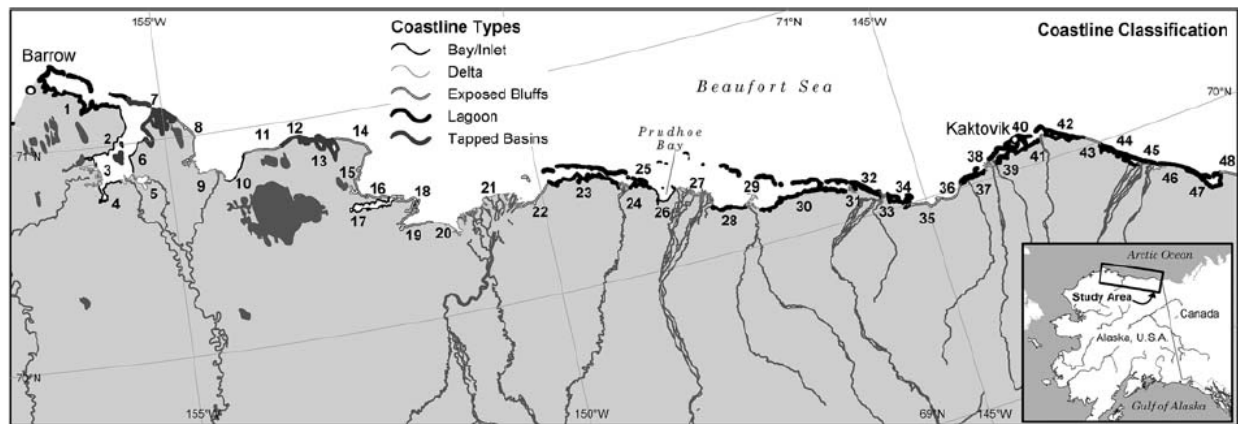 155°W
71°N
145°W
Coastline Classification
Coastline Types
Bay/Inlet
Delta
Exposed Bluffs
Lagoon
Tapped Basins
Barrow
Beaufort Sea
70°N
Prudhoe
Bay
Kaktovik
1
2
3
4
5
6
7
8
9
10
11
12
13
14
15
16
17
18
19
20
21
22
23
24
25
26
27
28
29
30
31
32
33
34
35
36
37
38
39
40
41
42
43
44
45
46
47
48
71°N
70°N
155°W
150°W
69°N
145°W
Arctic Ocean
Study Area
Canada
Alaska, U.S.A.
Gulf of Alaska